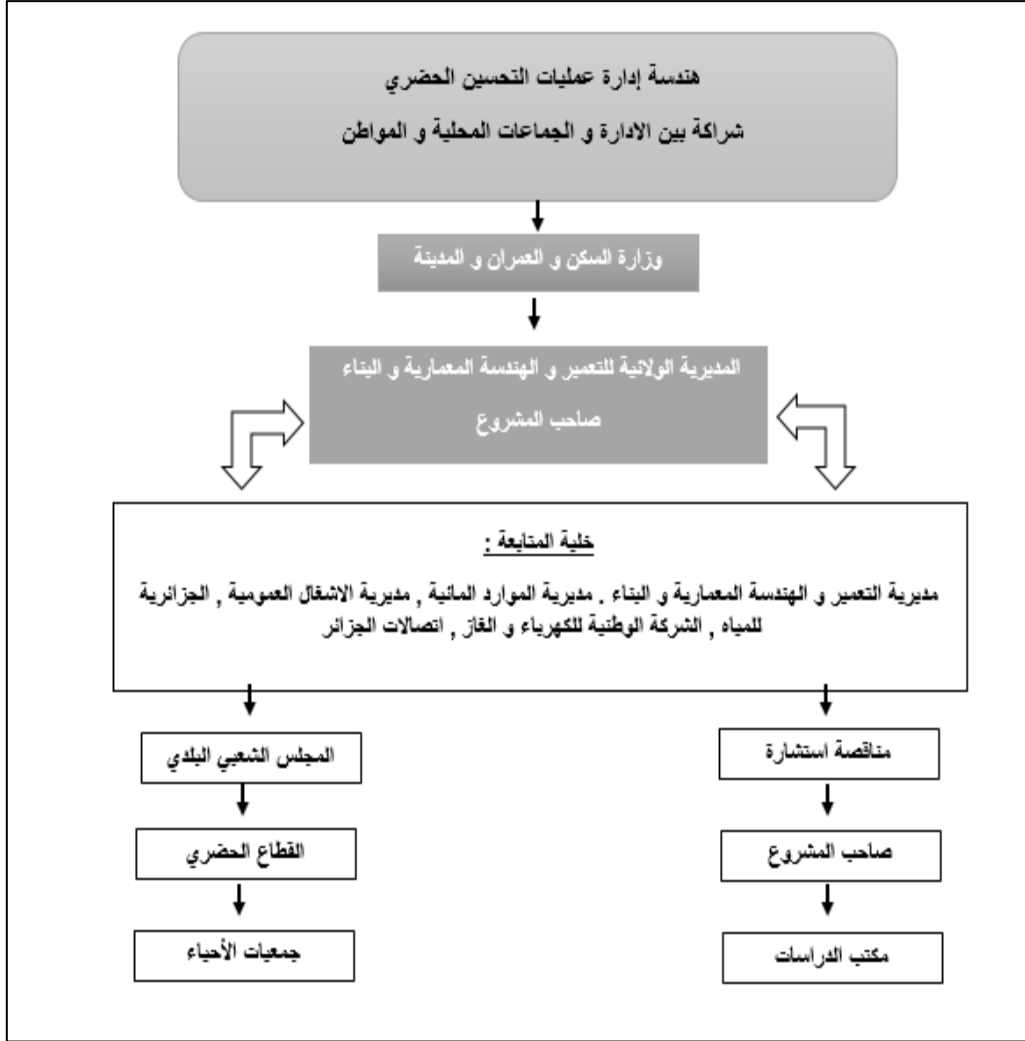 هندسة إدارة عمليات التحسين الحضري
شراكة بين الادارة و الجماعات المحلية و المواطن
وزارة السكن و العمران و المدينة
المديرية الولائية للتعمير و الهندسة المعمارية و البناء
صاحب المشروع
خلية المتابعة :
مديرية التعمير و الهندسة المعمارية و البناء . مديرية الموارد المائية , مديرية الاشغال العمومية , الجزائرية
للمياه , الشركة الوطنية للكهرباء و الغاز , اتصالات الجزائر
مناقصة استشارة
المجلس الشعبي البلدي
صاحب المشروع
القطاع الحضري
مكتب الدراسات
جمعيات الأحياء